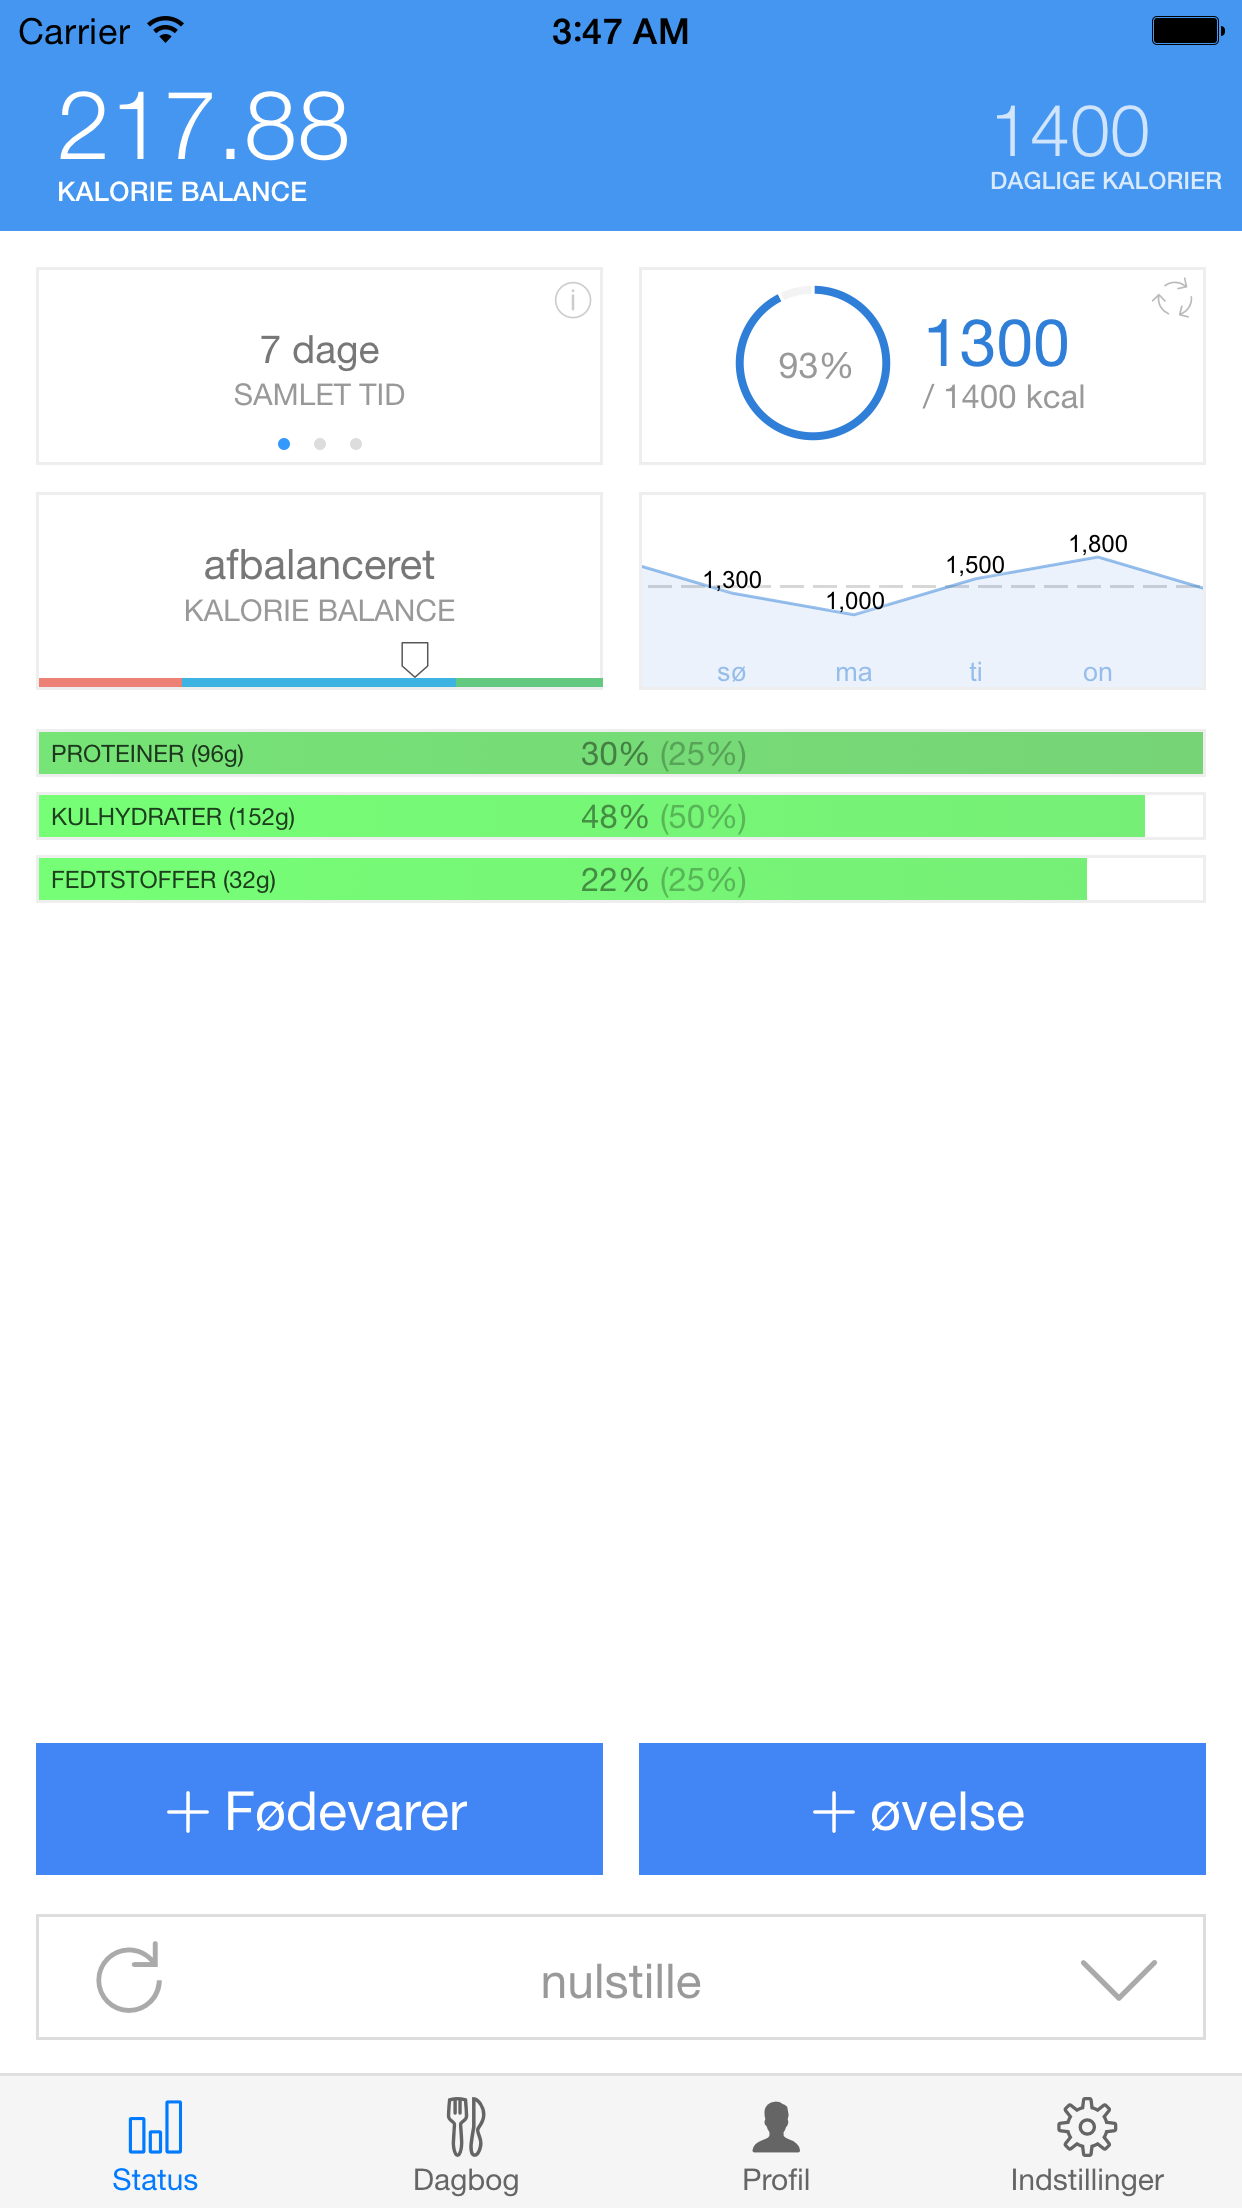 Carrier
3:47 AM
217.88
KALORIE BALANCE
1400
DAGLIGE KALORIER
7 dage
SAMLET TID
93%
1300
/ 1400 kcal
afbalanceret
KALORIE BALANCE
1,300
1,000
1,500
1,800
sø ma ti on
PROTEINER (96g) 30% (25%)
KULHYDRATER (152g) 48% (50%)
FEDTSTOFFER (32g) 22% (25%)
+ Fødevarer
+ øvelse
nulstille
Status
Dagbog
Profil
Indstillinger